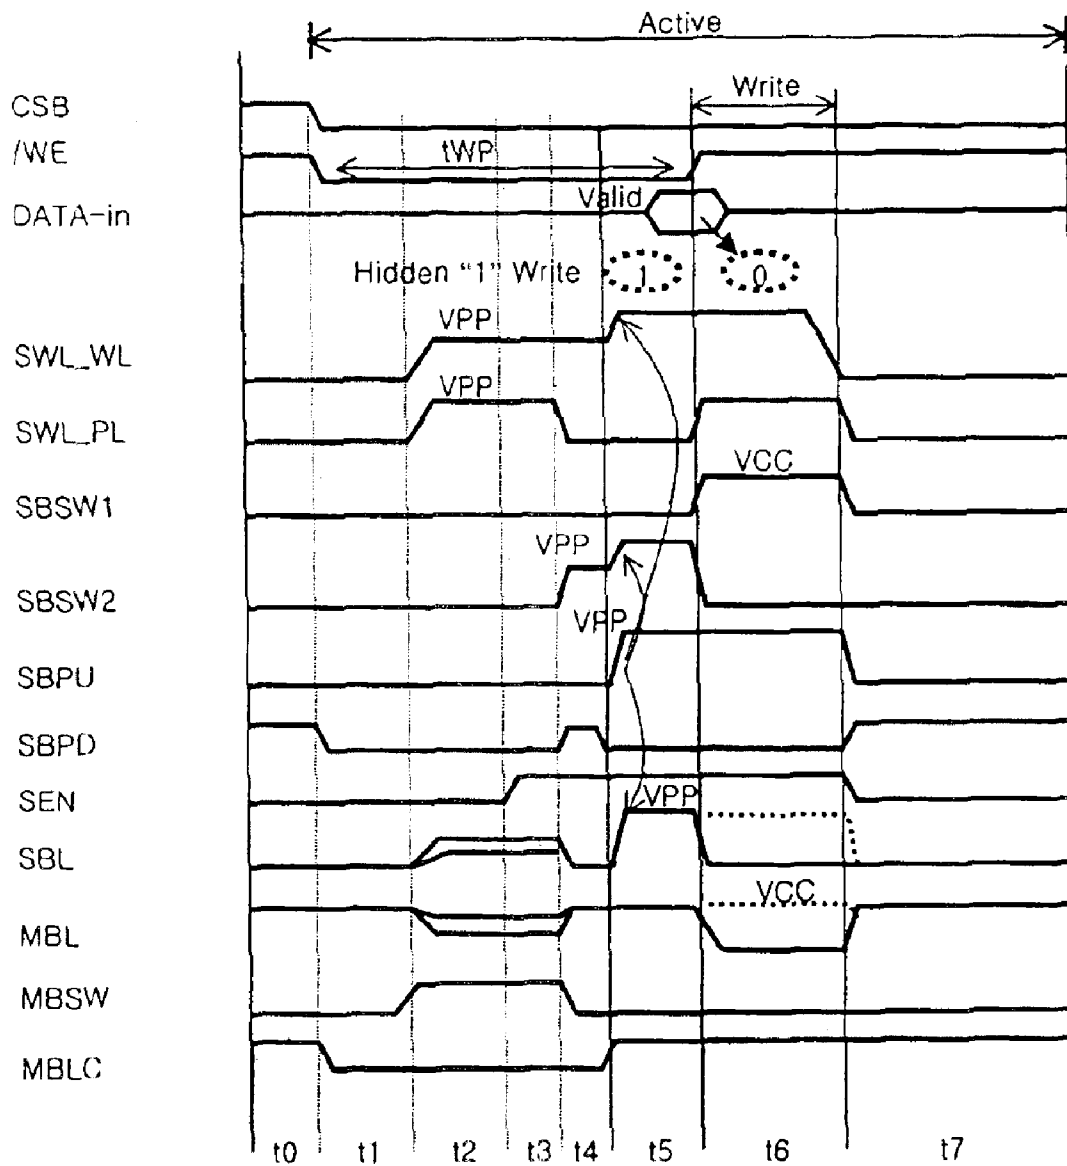 Active
Write
CSB
/WE
tWP
Valid
DATA-in
Hidden "1" Write
1
0
VPP
SWL_WL
VPP
SWL_PL
VCC
SBSW1
VPP
SBSW2
VPP
SBPU
SBPD
SEN
VPP
SBL
VCC
MBL
MBSW
MBLC
t0 t1 t2 t3 t4 t5 t6 t7